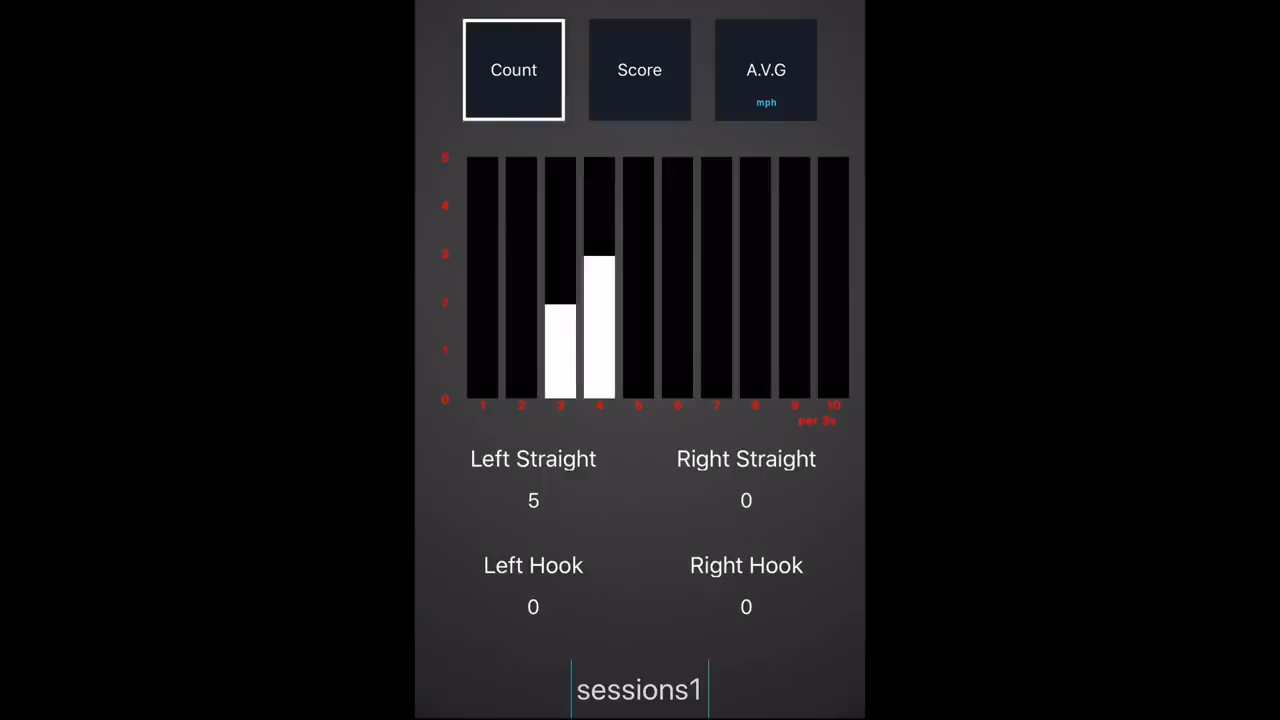 Count
Score
A.V.G
mph
5
4
3
2
1
0
1 2 3 4 5 6 7 8 9 10
per 3s
Left Straight
Right Straight
5
0
Left Hook
Right Hook
0
0
sessions1